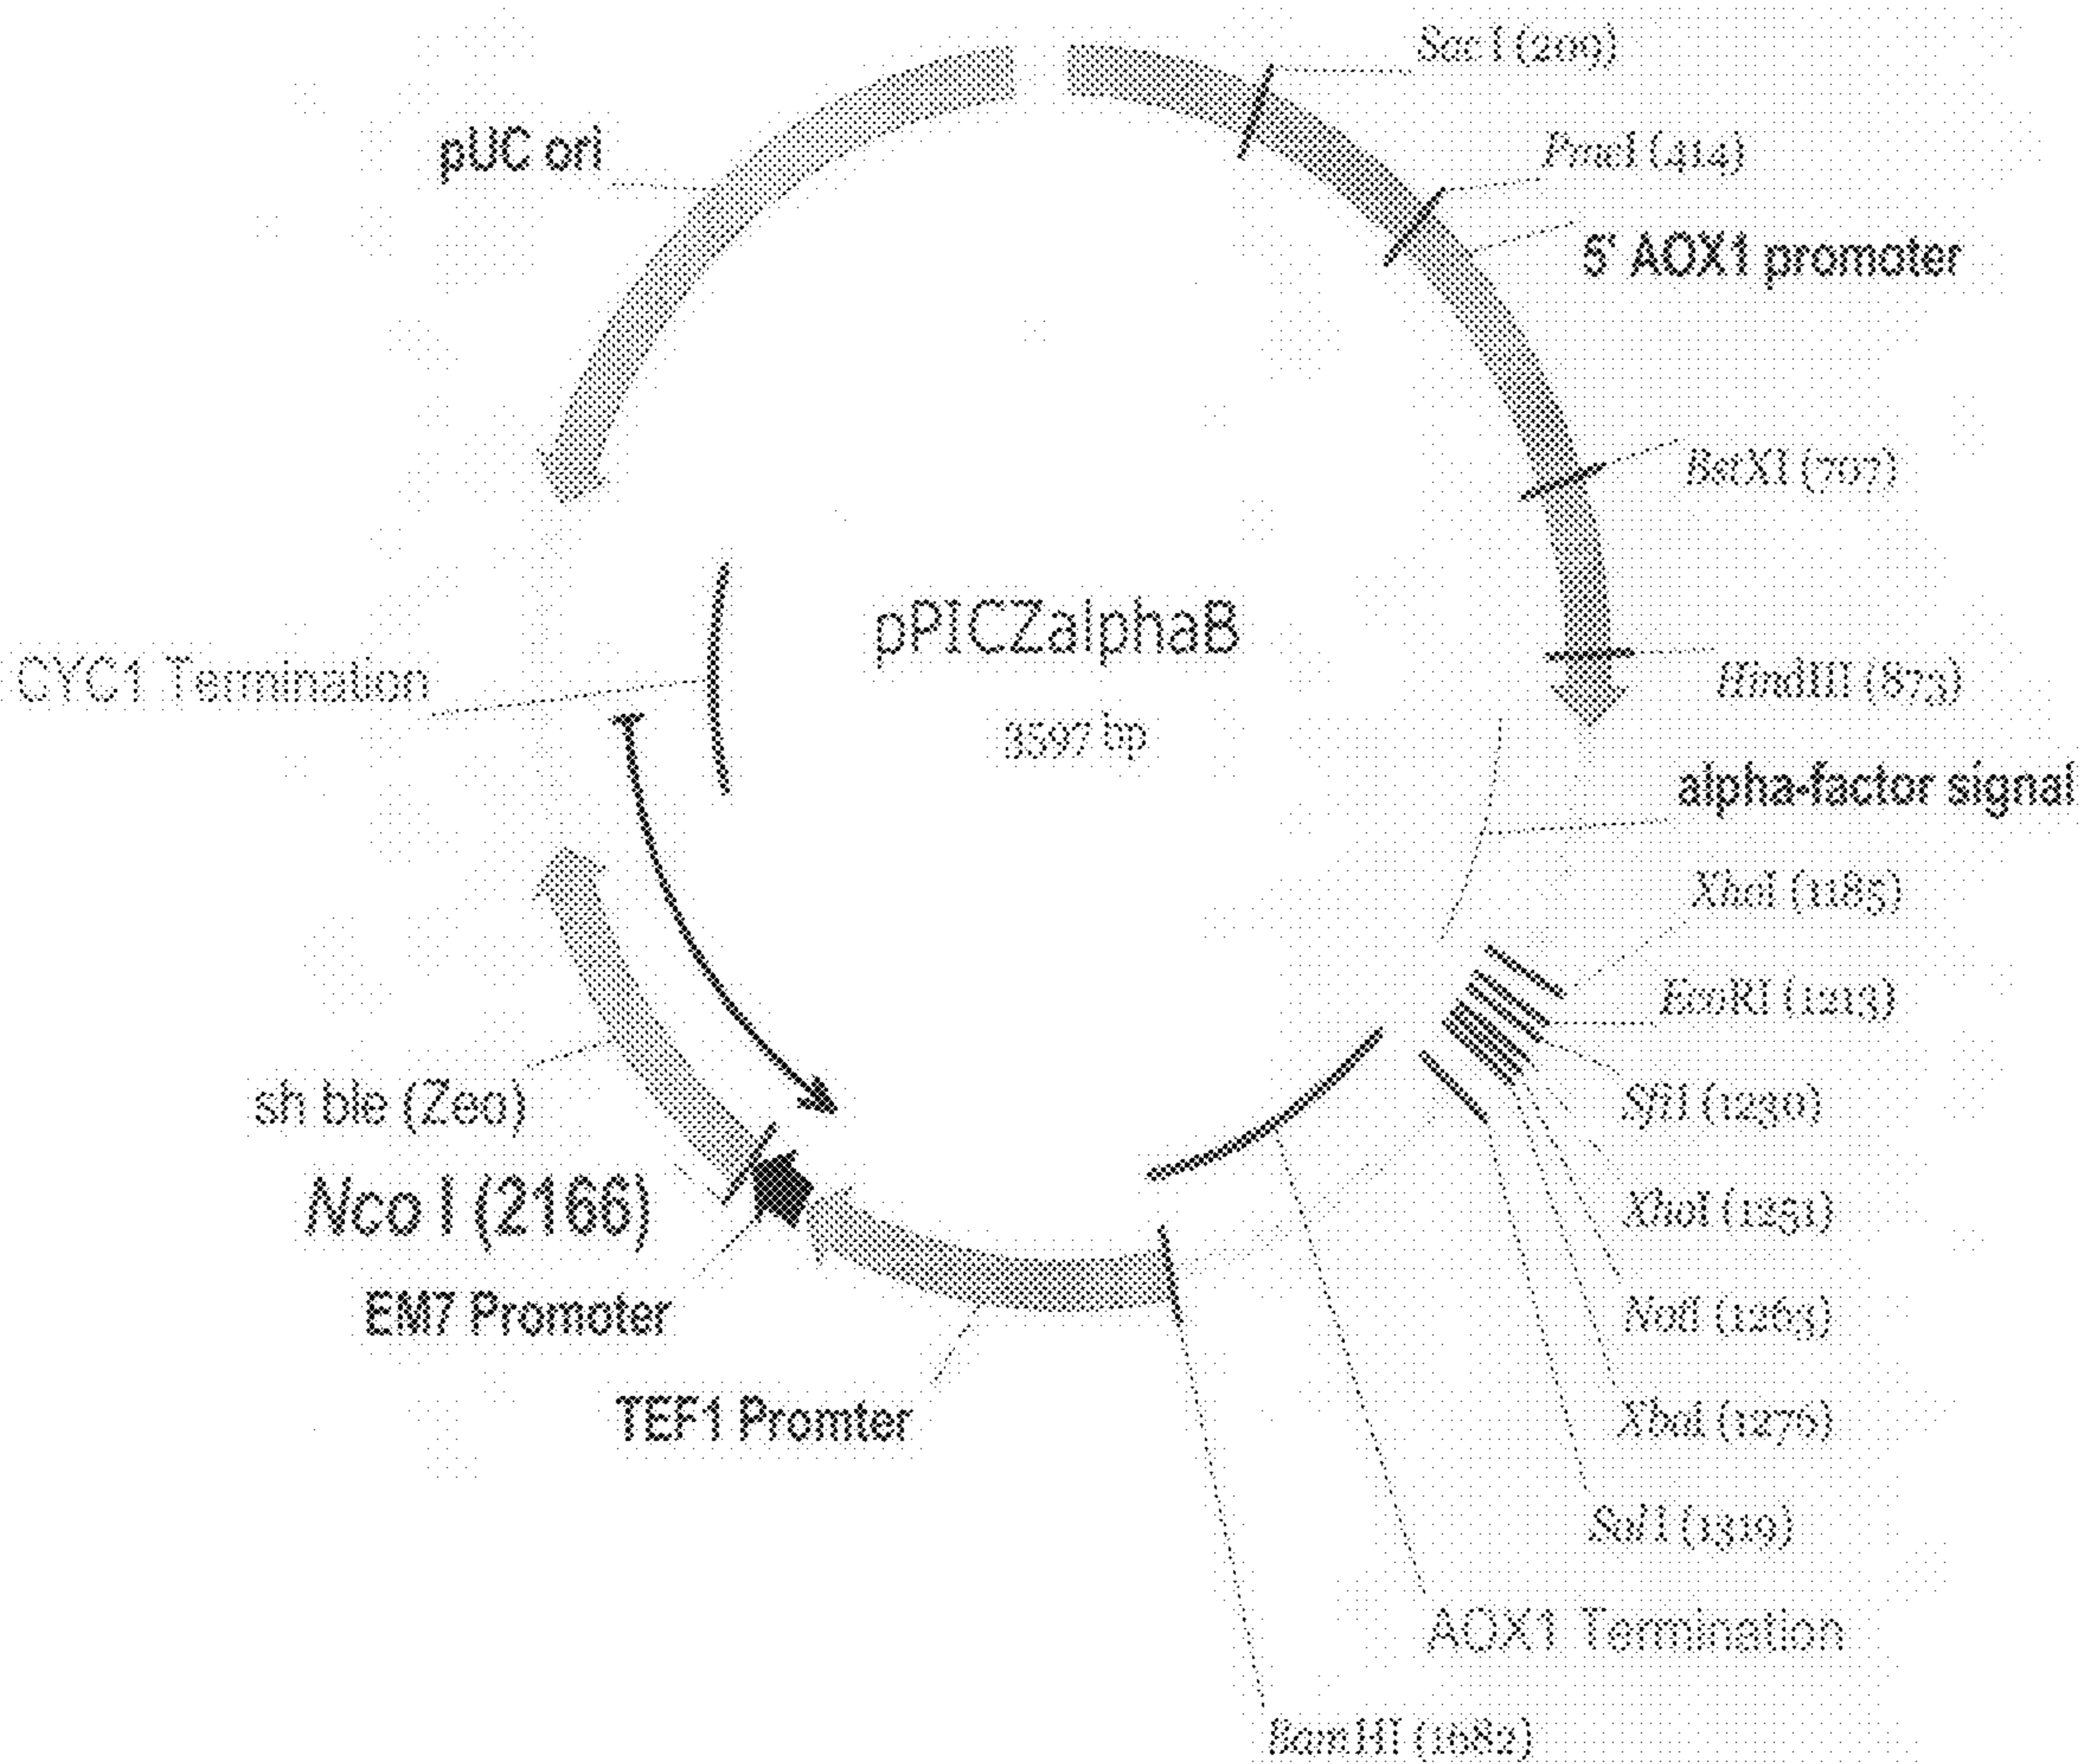 Sac I (209)
pUC ori
PmeI (414)
5' AOX1 promoter
BstXI (707)
pPICZalphaB
CYC1 Termination
HindIII (873)
3597 bp
alpha-factor signal
XhoI (1185)
EcoRI (1213)
sh ble (Zeo)
SfiI (1230)
Nco I (2166)
XhoI (1251)
EM7 Promoter
NotI (1263)
TEF1 Promter
XbaI (1276)
Sal I (1319)
AOX1 Termination
BamHI (1682)